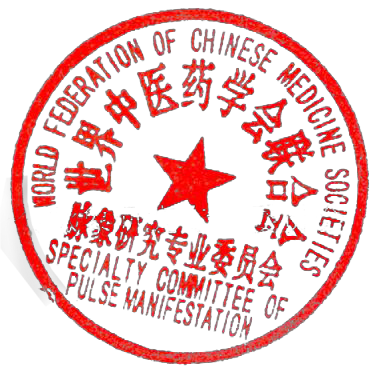 WORLD FEDERATION OF CHINESE MEDICINE SOCIETIES
世界中医药学会联合会
脉象研究专业委员会
SPECIALTY COMMITTEE OF
PULSE MANIFESTATION